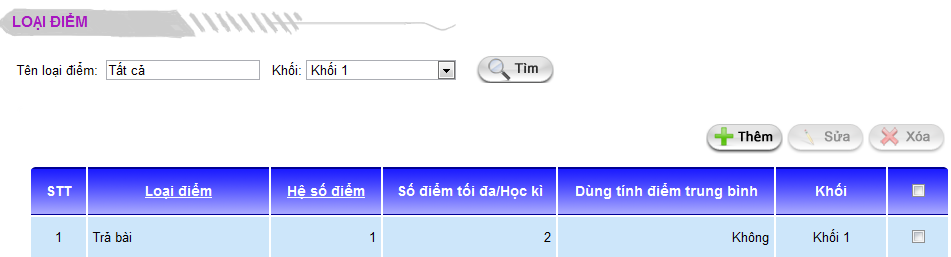 LOẠI ĐIỂM
Tên loại điểm: Tất cả Khối: Khối 1 Tìm
Thêm Sửa Xóa
STT Loại điểm Hệ số điểm Số điểm tối đa/Học kì Dùng tính điểm trung bình Khối
1 Trả bài 1 2 Không Khối 1